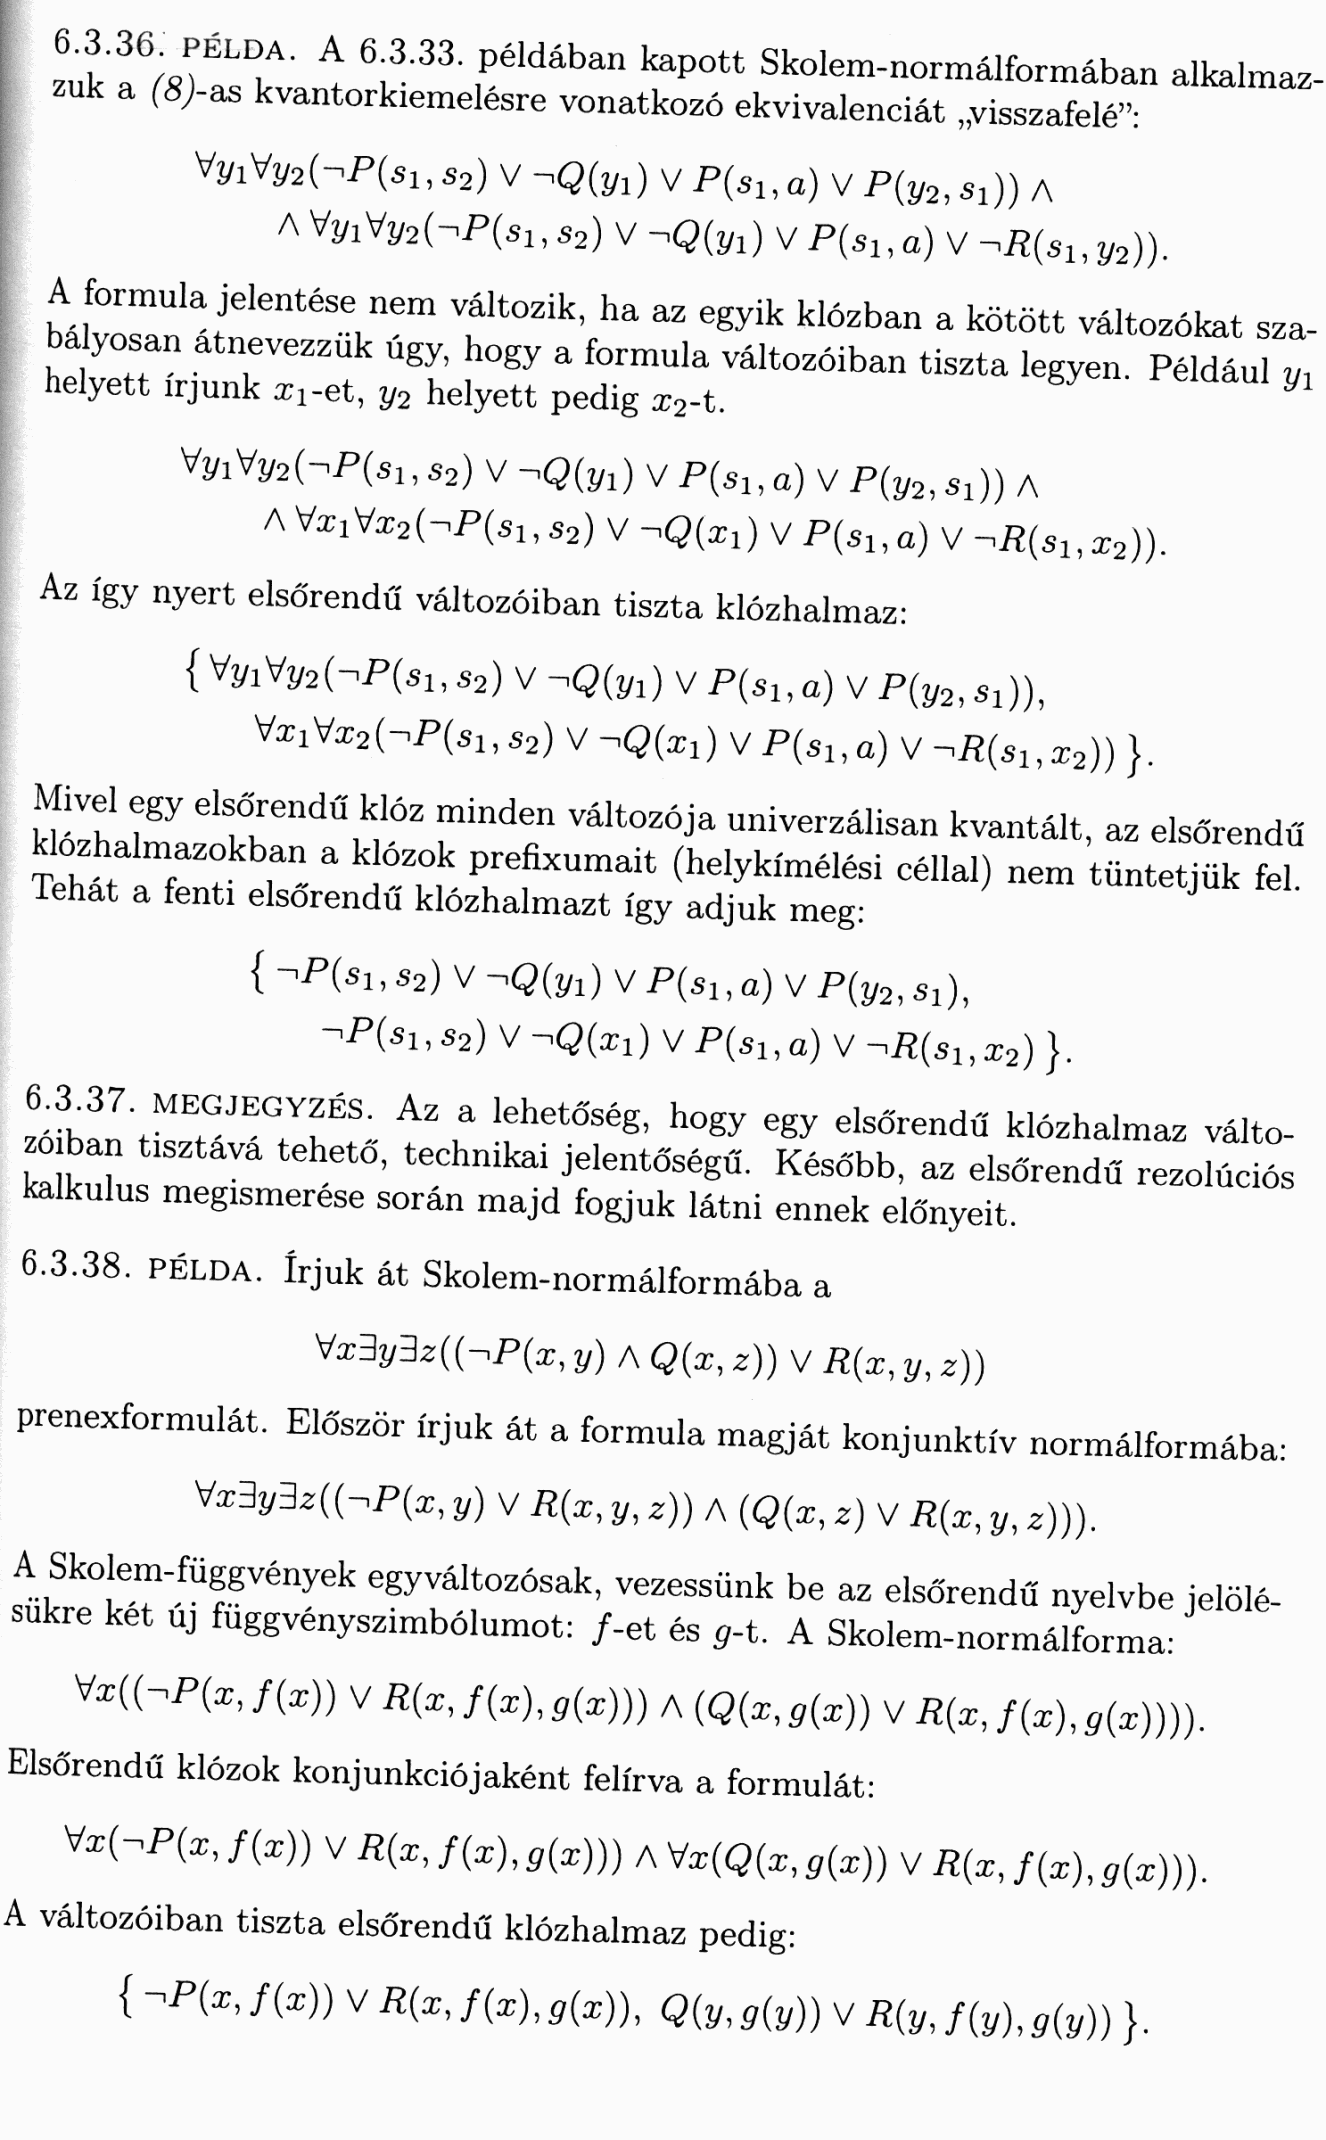 6.3.36. PÉLDA. A 6.3.33. példában kapott Skolem-normálformában alkalmaz-
zuk a (8)-as kvantorkiemelésre vonatkozó ekvivalenciát „visszafelé”:
∀y₁∀y₂(¬P(s₁, s₂) ∨ ¬Q(y₁) ∨ P(s₁, a) ∨ P(y₂, s₁)) ∧
∧ ∀y₁∀y₂(¬P(s₁, s₂) ∨ ¬Q(y₁) ∨ P(s₁, a) ∨ ¬R(s₁, y₂)).
A formula jelentése nem változik, ha az egyik klózban a kötött változókat sza-
bályosan átnevezzük úgy, hogy a formula változóiban tiszta legyen. Például y₁
helyett írjunk x₁-et, y₂ helyett pedig x₂-t.
∀y₁∀y₂(¬P(s₁, s₂) ∨ ¬Q(y₁) ∨ P(s₁, a) ∨ P(y₂, s₁)) ∧
∧ ∀x₁∀x₂(¬P(s₁, s₂) ∨ ¬Q(x₁) ∨ P(s₁, a) ∨ ¬R(s₁, x₂)).
Az így nyert elsőrendű változóiban tiszta klózhalmaz:
{ ∀y₁∀y₂(¬P(s₁, s₂) ∨ ¬Q(y₁) ∨ P(s₁, a) ∨ P(y₂, s₁)),
∀x₁∀x₂(¬P(s₁, s₂) ∨ ¬Q(x₁) ∨ P(s₁, a) ∨ ¬R(s₁, x₂)) }.
Mivel egy elsőrendű klóz minden változója univerzálisan kvantált, az elsőrendű
klózhalmazokban a klózok prefixumait (helykímélési céllal) nem tüntetjük fel.
Tehát a fenti elsőrendű klózhalmazt így adjuk meg:
{ ¬P(s₁, s₂) ∨ ¬Q(y₁) ∨ P(s₁, a) ∨ P(y₂, s₁),
¬P(s₁, s₂) ∨ ¬Q(x₁) ∨ P(s₁, a) ∨ ¬R(s₁, x₂) }.
6.3.37. MEGJEGYZÉS. Az a lehetőség, hogy egy elsőrendű klózhalmaz válto-
zóiban tisztává tehető, technikai jelentőségű. Később, az elsőrendű rezolúciós
kalkulus megismerése során majd fogjuk látni ennek előnyeit.
6.3.38. PÉLDA. Írjuk át Skolem-normálformába a
∀x∃y∃z((¬P(x, y) ∧ Q(x, z)) ∨ R(x, y, z))
prenexformulát. Először írjuk át a formula magját konjunktív normálformába:
∀x∃y∃z((¬P(x, y) ∨ R(x, y, z)) ∧ (Q(x, z) ∨ R(x, y, z))).
A Skolem-függvények egyváltozósak, vezessünk be az elsőrendű nyelvbe jelölé-
sükre két új függvényszimbólumot: f-et és g-t. A Skolem-normálforma:
∀x((¬P(x, f(x)) ∨ R(x, f(x), g(x))) ∧ (Q(x, g(x)) ∨ R(x, f(x), g(x)))).
Elsőrendű klózok konjunkciójaként felírva a formulát:
∀x(¬P(x, f(x)) ∨ R(x, f(x), g(x))) ∧ ∀x(Q(x, g(x)) ∨ R(x, f(x), g(x))).
A változóiban tiszta elsőrendű klózhalmaz pedig:
{ ¬P(x, f(x)) ∨ R(x, f(x), g(x)), Q(y, g(y)) ∨ R(y, f(y), g(y)) }.